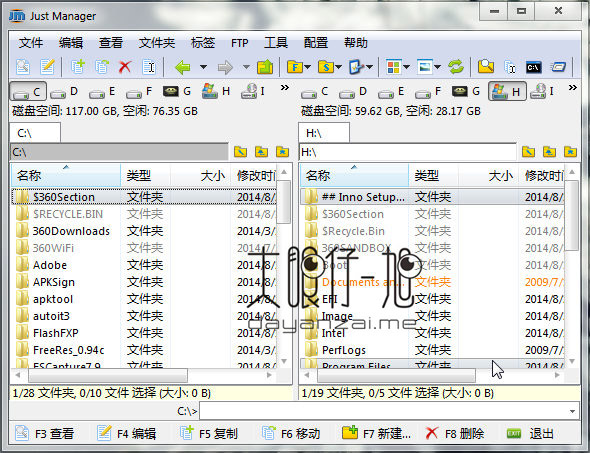 Just Manager
文件 编辑 查看 文件夹 标签 FTP 工具 配置 帮助
C D E F G H I » C D E F G H I »
磁盘空间: 117.00 GB, 空闲: 76.35 GB 磁盘空间: 59.62 GB, 空闲: 28.17 GB
C:\ H:\
C:\ H:\
名称 类型 大小 修改时间 名称 类型 大小 修改时间
$360Section 文件夹 2014/8/ ## Inno Setup... 文件夹 2014/8/
$RECYCLE.BIN 文件夹 2014/8/ $360Section 文件夹 2014/8/
360Downloads 文件夹 2014/3/ $Recycle.Bin 文件夹 2014/8/
360WiFi 文件夹 2014/8/ 360SANDBOX 文件夹 2014/8/
Adobe 文件夹 2014/8/ Boot 文件夹 2014/8/
APKSign 文件夹 2014/8/ Documents an... 文件夹 2009/7/
apktool 文件夹 2014/8/ EFI 文件夹 2014/8/
autoit3 文件夹 2014/8/ Image 文件夹 2014/8/
FlashFXP 文件夹 2014/8/ Intel 文件夹 2014/8/
FreeRes_0.94c 文件夹 2014/3/ PerfLogs 文件夹 2009/7/
FSCapture7.9 文件夹 2014/8/ Program Files 文件夹 2014/8/
大眼仔~旭
dayanzai.me
1/28 文件夹, 0/10 文件 选择 (大小: 0 B) 1/19 文件夹, 0/5 文件 选择 (大小: 0 B)
C:\>
F3 查看 F4 编辑 F5 复制 F6 移动 F7 新建... F8 删除 EXIT 退出